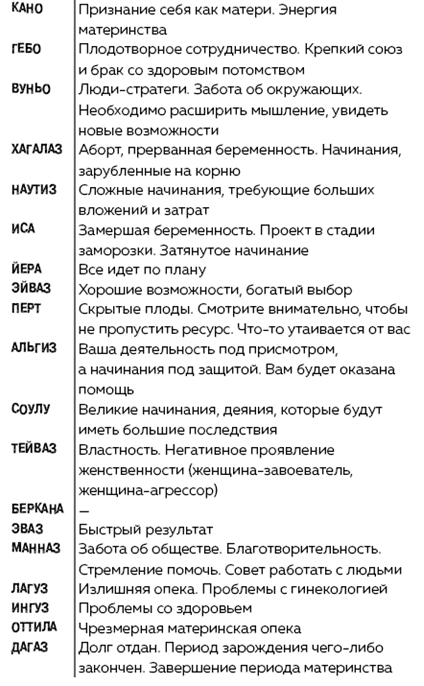 КАНО Признание себя как матери. Энергия
материнства
ГЕБО Плодотворное сотрудничество. Крепкий союз
и брак со здоровым потомством
ВУНЬО Люди-стратеги. Забота об окружающих.
Необходимо расширить мышление, увидеть
новые возможности
ХАГАЛАЗ Аборт, прерванная беременность. Начинания,
зарубленные на корню
НАУТИЗ Сложные начинания, требующие больших
вложений и затрат
ИСА Замершая беременность. Проект в стадии
заморозки. Затянутое начинание
ЙЕРА Все идет по плану
ЭЙВАЗ Хорошие возможности, богатый выбор
ПЕРТ Скрытые плоды. Смотрите внимательно, чтобы
не пропустить ресурс. Что-то утаивается от вас
АЛЬГИЗ Ваша деятельность под присмотром,
а начинания под защитой. Вам будет оказана
помощь
СОУЛУ Великие начинания, деяния, которые будут
иметь большие последствия
ТЕЙВАЗ Властность. Негативное проявление
женственности (женщина-завоеватель,
женщина-агрессор)
БЕРКАНА —
ЭВАЗ Быстрый результат
МАННАЗ Забота об обществе. Благотворительность.
Стремление помочь. Совет работать с людьми
ЛАГУЗ Излишняя опека. Проблемы с гинекологией
ИНГУЗ Проблемы со здоровьем
ОТТИЛА Чрезмерная материнская опека
ДАГАЗ Долг отдан. Период зарождения чего-либо
закончен. Завершение периода материнства